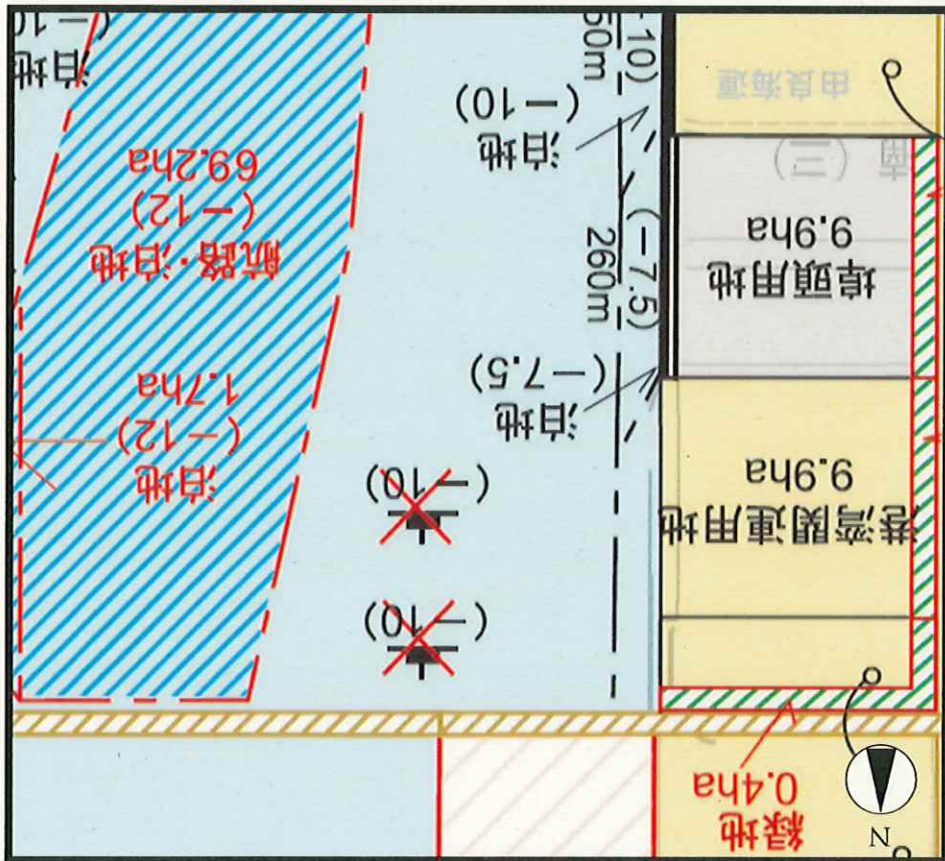 N
緑地
0.4ha
港湾関連用地
9.9ha
埠頭用地
9.9ha
(三)
由良海運
泊地
(-7.5)
260m
(-7.5)
泊地
(-10)
50m
-10)
(-10)
(-10)
泊地
(-12)
1.7ha
航路・泊地
(-12)
69.2ha
泊地
(-10